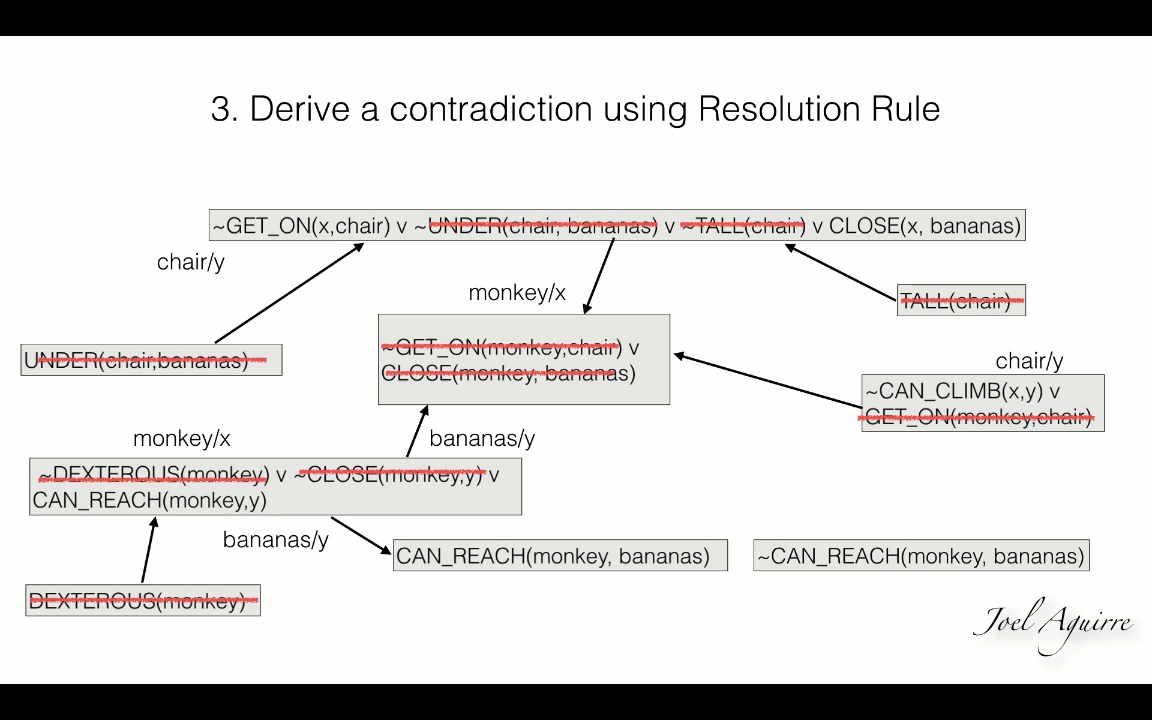 3. Derive a contradiction using Resolution Rule
~GET_ON(x,chair) v ~UNDER(chair, bananas) v ~TALL(chair) v CLOSE(x, bananas)
chair/y
monkey/x
TALL(chair)
~GET_ON(monkey,chair) v
CLOSE(monkey, bananas)
UNDER(chair,bananas)
chair/y
~CAN_CLIMB(x,y) v
GET_ON(monkey,chair)
monkey/x
bananas/y
~DEXTEROUS(monkey) v ~CLOSE(monkey,y) v
CAN_REACH(monkey,y)
bananas/y
CAN_REACH(monkey, bananas)
~CAN_REACH(monkey, bananas)
DEXTEROUS(monkey)
Joel Aguirre